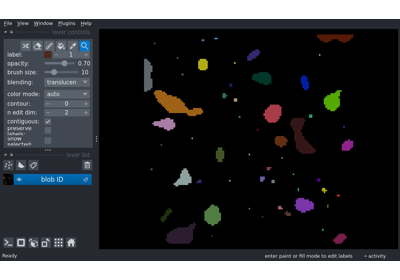 File View Window Plugins Help
layer controls
label: 1
opacity: 0.70
brush size: 10
blending: translucen
color mode: auto
contour: 0
n edit dim: 2
contiguous:
preserve
labels:
show
selected:
layer list
blob ID
Ready enter paint or fill mode to edit labels activity